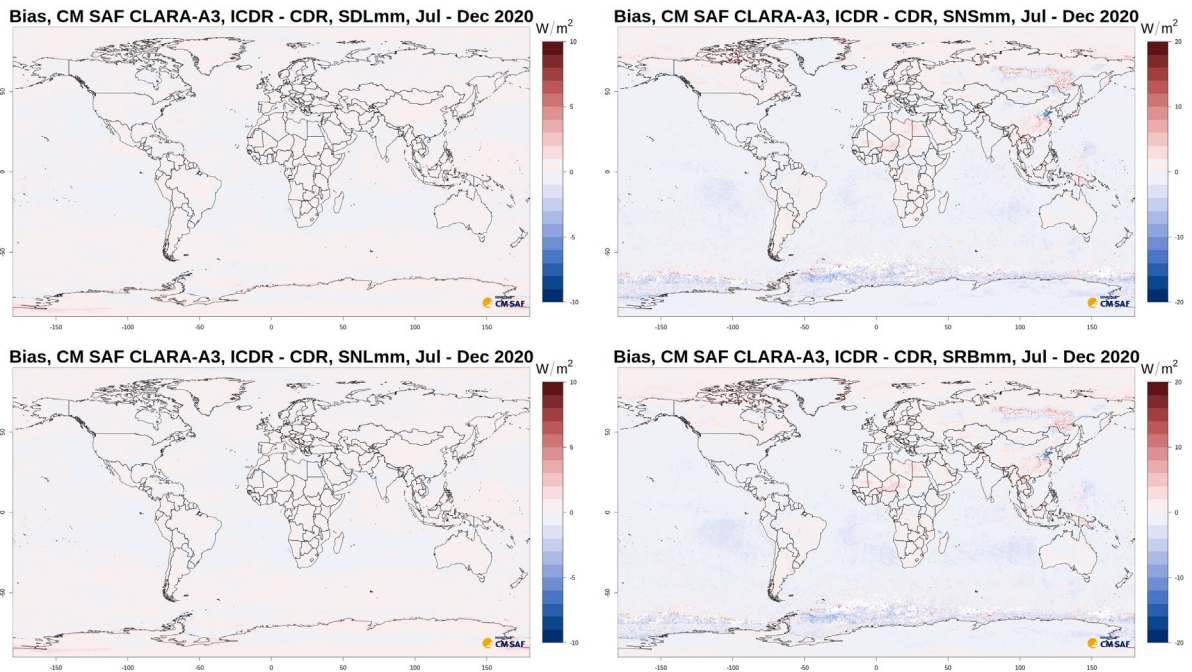 Bias, CM SAF CLARA-A3, ICDR - CDR, SDLmm, Jul - Dec 2020
W/m²
10
5
0
-5
-10
50
0
-50
-150 -100 -50 0 50 100 150
CM SAF
Bias, CM SAF CLARA-A3, ICDR - CDR, SNSmm, Jul - Dec 2020
W/m²
20
10
0
-10
-20
50
0
-50
-150 -100 -50 0 50 100 150
CM SAF
Bias, CM SAF CLARA-A3, ICDR - CDR, SNLmm, Jul - Dec 2020
W/m²
10
5
0
-5
-10
50
0
-50
-150 -100 -50 0 50 100 150
CM SAF
Bias, CM SAF CLARA-A3, ICDR - CDR, SRBmm, Jul - Dec 2020
W/m²
20
10
0
-10
-20
50
0
-50
-150 -100 -50 0 50 100 150
CM SAF